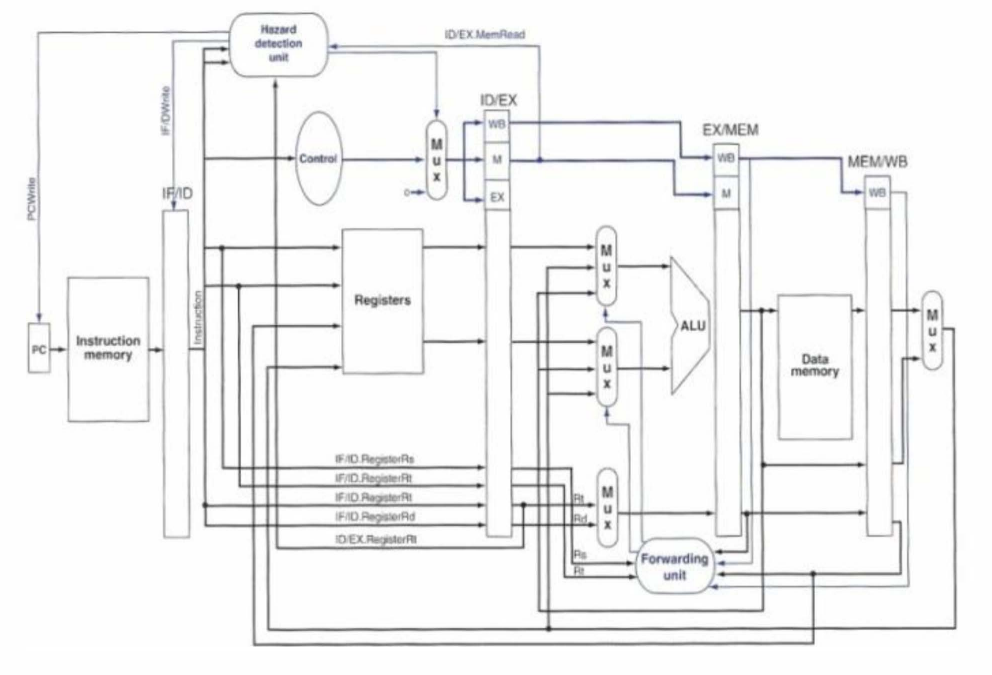 Hazard
detection
unit
ID/EX.MemRead
IF/IDWrite
PCWrite
ID/EX
WB
M
EX
Control
M
u
x
0
EX/MEM
WB
M
MEM/WB
WB
IF/ID
PC
Instruction
memory
Instruction
Registers
M
u
x
M
u
x
ALU
Data
memory
M
u
x
IF/ID.RegisterRs
IF/ID.RegisterRt
IF/ID.RegisterRt
IF/ID.RegisterRd
ID/EX.RegisterRt
Rt
Rd
M
u
x
Rs
Rt
Forwarding
unit